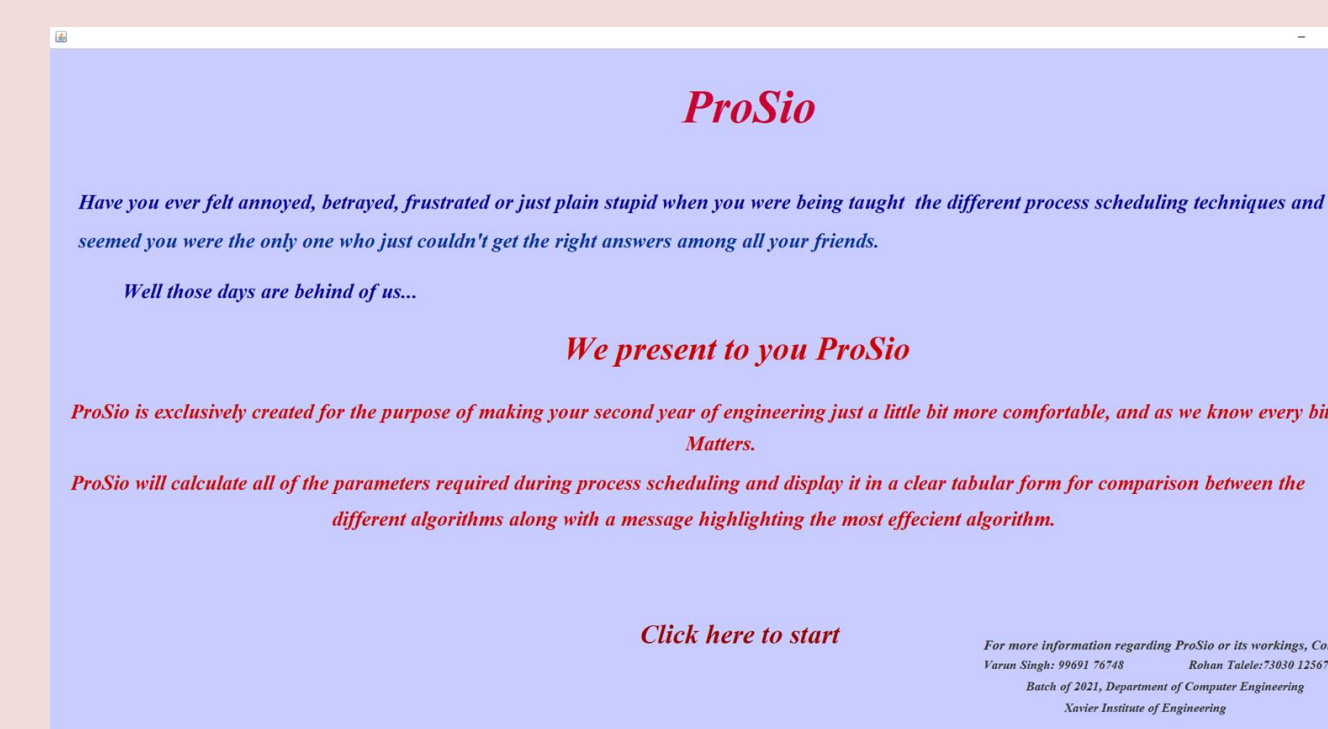 ProSio
Have you ever felt annoyed, betrayed, frustrated or just plain stupid when you were being taught the different process scheduling techniques and
seemed you were the only one who just couldn't get the right answers among all your friends.
Well those days are behind of us...
We present to you ProSio
ProSio is exclusively created for the purpose of making your second year of engineering just a little bit more comfortable, and as we know every bit
Matters.
ProSio will calculate all of the parameters required during process scheduling and display it in a clear tabular form for comparison between the
different algorithms along with a message highlighting the most effecient algorithm.
Click here to start
For more information regarding ProSio or its workings,
Varun Singh: 99691 76748 Rohan Talele:73030 12567
Batch of 2021, Department of Computer Engineering
Xavier Institute of Engineering